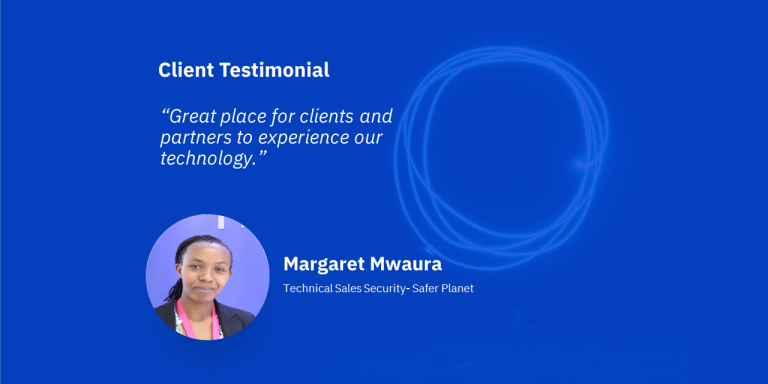 Client Testimonial
“Great place for clients and
partners to experience our
technology.”
Margaret Mwaura
Technical Sales Security- Safer Planet